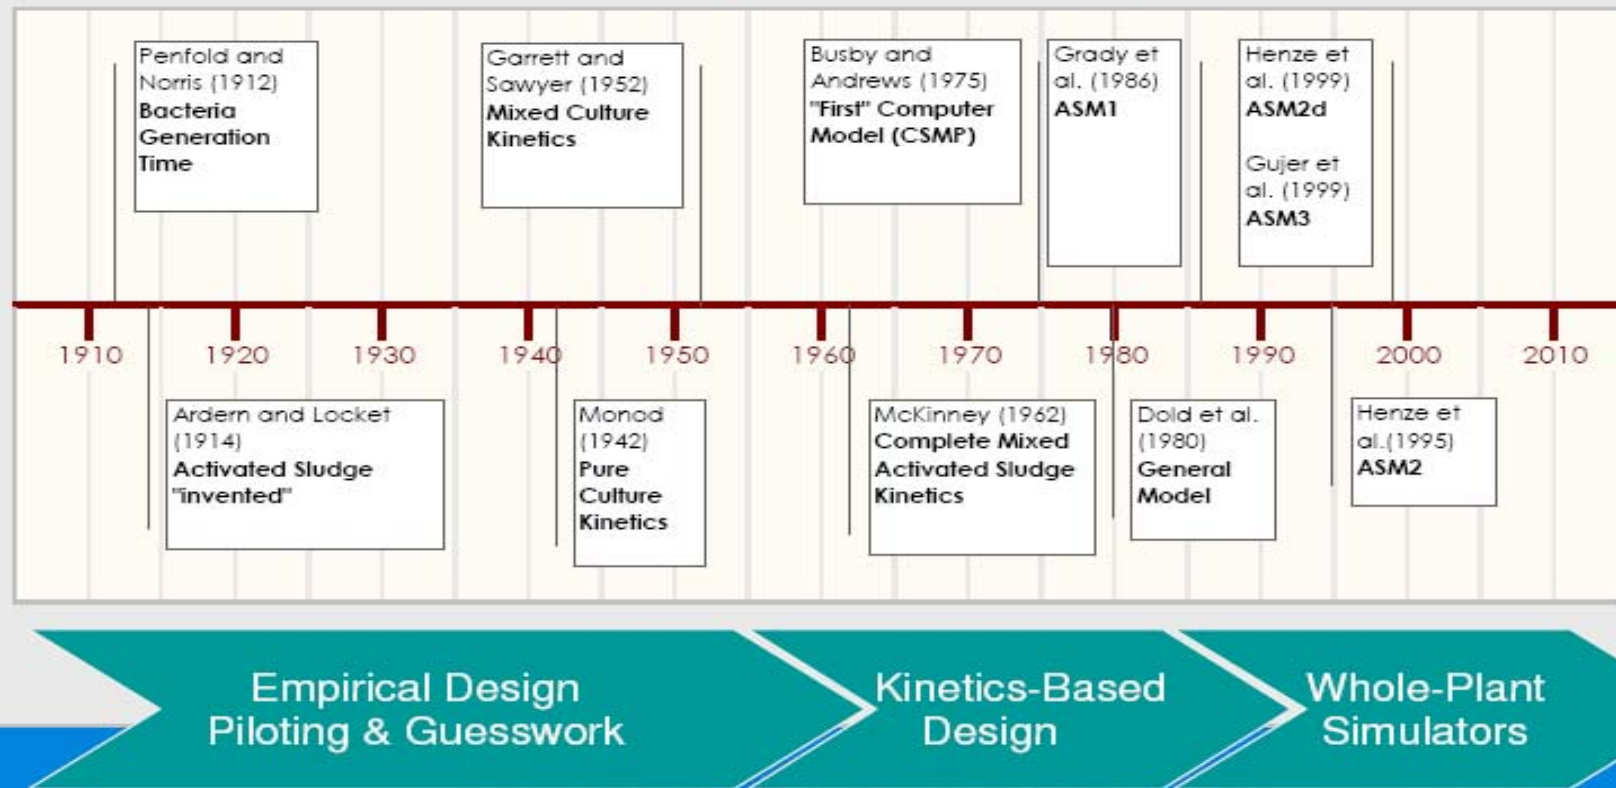 Penfold and
Norris (1912)
Bacteria
Generation
Time
Garrett and
Sawyer (1952)
Mixed Culture
Kinetics
Busby and
Andrews (1975)
"First" Computer
Model (CSMP)
Grady et
al. (1986)
ASM1
Henze et
al. (1999)
ASM2d
Gujer et
al. (1999)
ASM3
1910 1920 1930 1940 1950 1960 1970 1980 1990 2000 2010
Ardern and Locket
(1914)
Activated Sludge
"invented"
Monod
(1942)
Pure
Culture
Kinetics
McKinney (1962)
Complete Mixed
Activated Sludge
Kinetics
Dold et al.
(1980)
General
Model
Henze et
al.(1995)
ASM2
Empirical Design
Piloting & Guesswork
Kinetics-Based
Design
Whole-Plant
Simulators